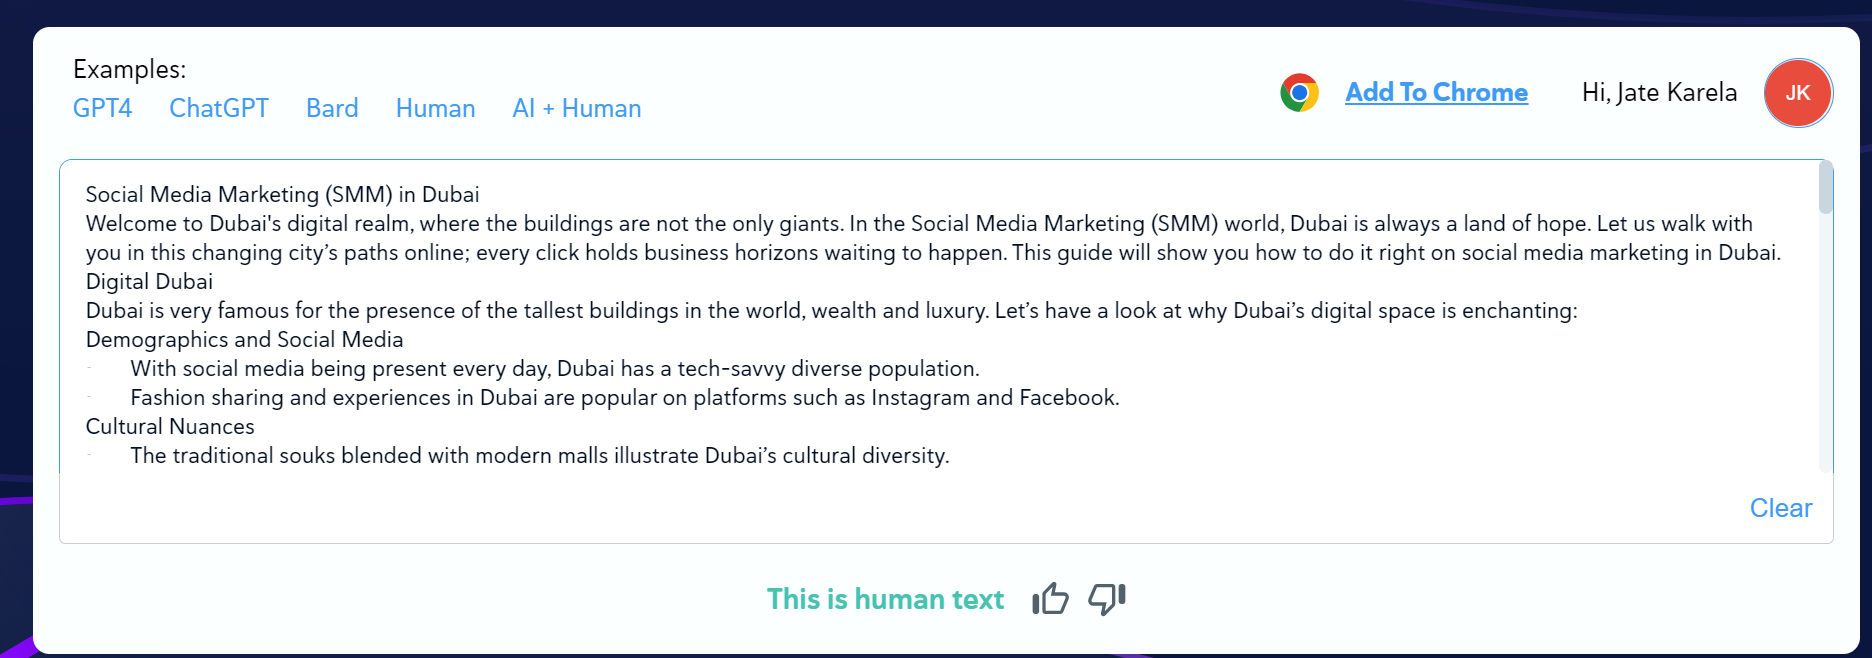 Examples:
GPT4 ChatGPT Bard Human AI + Human
Add To Chrome
Hi, Jate Karela
JK
Social Media Marketing (SMM) in Dubai
Welcome to Dubai's digital realm, where the buildings are not the only giants. In the Social Media Marketing (SMM) world, Dubai is always a land of hope. Let us walk with
you in this changing city’s paths online; every click holds business horizons waiting to happen. This guide will show you how to do it right on social media marketing in Dubai.
Digital Dubai
Dubai is very famous for the presence of the tallest buildings in the world, wealth and luxury. Let’s have a look at why Dubai’s digital space is enchanting:
Demographics and Social Media
- With social media being present every day, Dubai has a tech-savvy diverse population.
- Fashion sharing and experiences in Dubai are popular on platforms such as Instagram and Facebook.
Cultural Nuances
- The traditional souks blended with modern malls illustrate Dubai’s cultural diversity.
Clear
This is human text